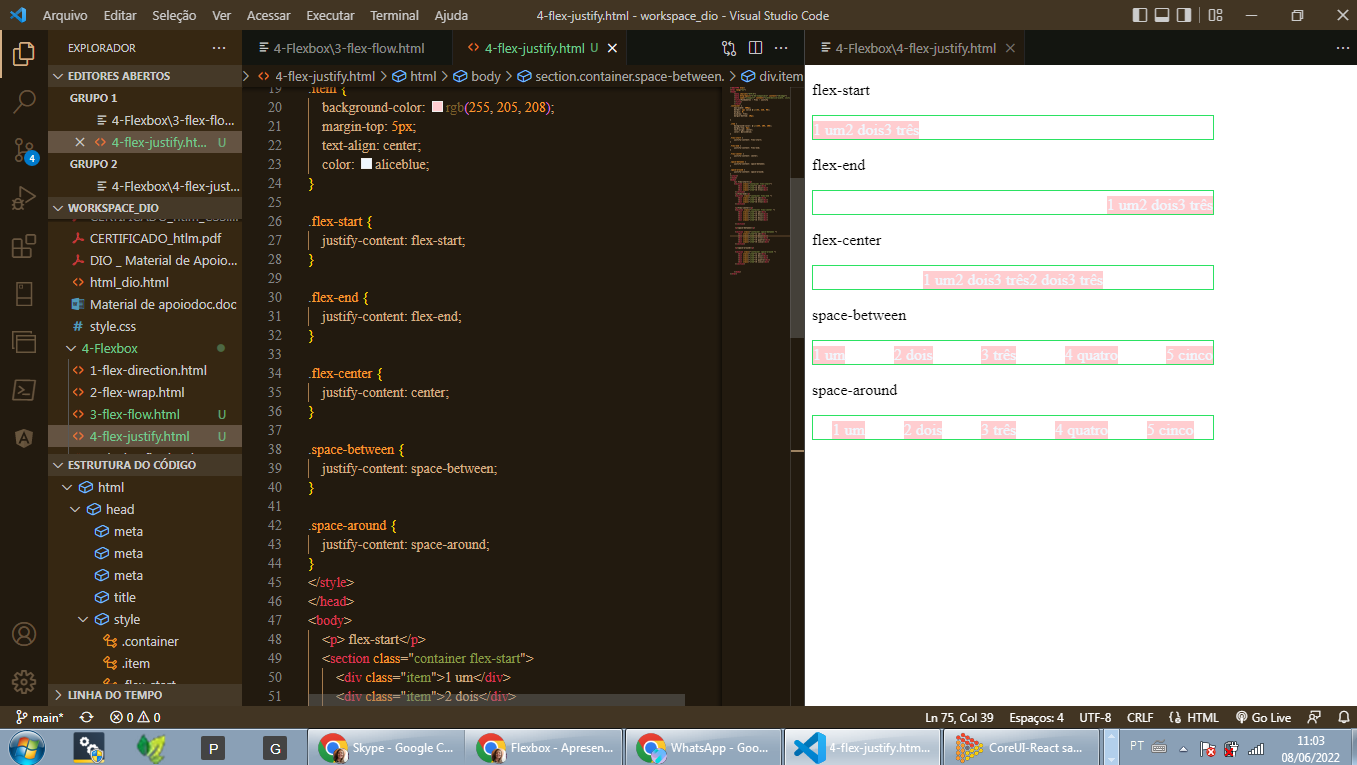 Arquivo Editar Seleção Ver Acessar Executar Terminal Ajuda 4-flex-justify.html - workspace_dio - Visual Studio Code
EXPLORADOR ···
EDITORES ABERTOS
GRUPO 1
4-Flexbox\3-flex-flo...
4-flex-justify.ht... U
GRUPO 2
4-Flexbox\4-flex-just...
WORKSPACE_DIO
CERTIFICADO_htlm.pdf
DIO _ Material de Apoio...
html_dio.html
Material de apoiodoc.doc
style.css
4-Flexbox
1-flex-direction.html
2-flex-wrap.html
3-flex-flow.html U
4-flex-justify.html U
ESTRUTURA DO CÓDIGO
html
head
meta
meta
meta
title
style
.container
.item
.flex-start
LINHA DO TEMPO
4-Flexbox\3-flex-flow.html 4-flex-justify.html U
4-flex-justify.html > html > body > section.container.space-between. > div.item
19 .item {
20 background-color: rgb(255, 205, 208);
21 margin-top: 5px;
22 text-align: center;
23 color: aliceblue;
24 }
25
26 .flex-start {
27 justify-content: flex-start;
28 }
29
30 .flex-end {
31 justify-content: flex-end;
32 }
33
34 .flex-center {
35 justify-content: center;
36 }
37
38 .space-between {
39 justify-content: space-between;
40 }
41
42 .space-around {
43 justify-content: space-around;
44 }
45 </style>
46 </head>
47 <body>
48 <p> flex-start</p>
49 <section class="container flex-start">
50 <div class="item">1 um</div>
51 <div class="item">2 dois</div>
4-Flexbox\4-flex-justify.html
flex-start
1 um2 dois3 três
flex-end
1 um2 dois3 três
flex-center
1 um2 dois3 três2 dois3 três
space-between
1 um 2 dois 3 três 4 quatro 5 cinco
space-around
1 um 2 dois 3 três 4 quatro 5 cinco
4
main* 0 0 Ln 75, Col 39 Espaços: 4 UTF-8 CRLF HTML Go Live
P G Skype - Google C... Flexbox - Apresen... WhatsApp - Goo... 4-flex-justify.htm... CoreUI-React sa... PT 11:03
08/06/2022